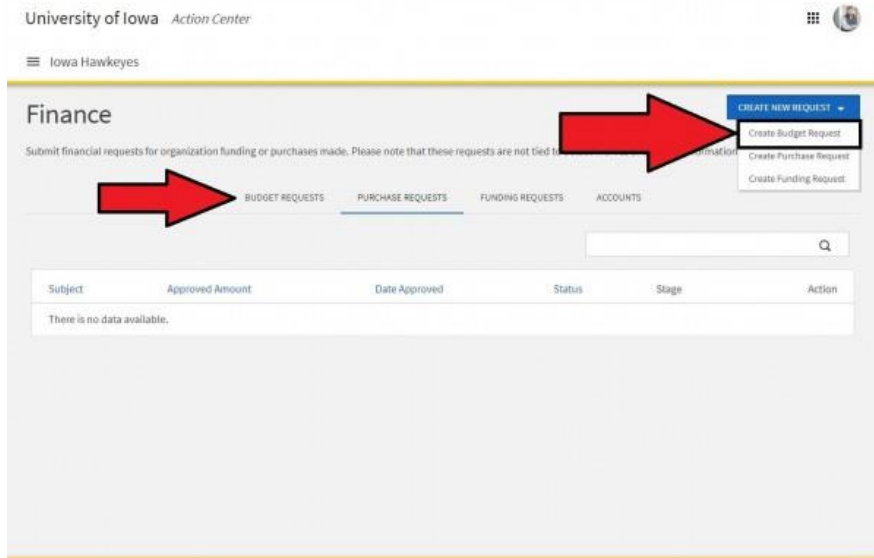 University of Iowa Action Center
Iowa Hawkeyes
Finance
CREATE NEW REQUEST
Create Budget Request
Submit financial requests for organization funding or purchases made. Please note that these requests are not tied to
Create Purchase Request
Create Funding Request
BUDGET REQUESTS PURCHASE REQUESTS FUNDING REQUESTS ACCOUNTS
Subject Approved Amount Date Approved Status Stage Action
There is no data available.